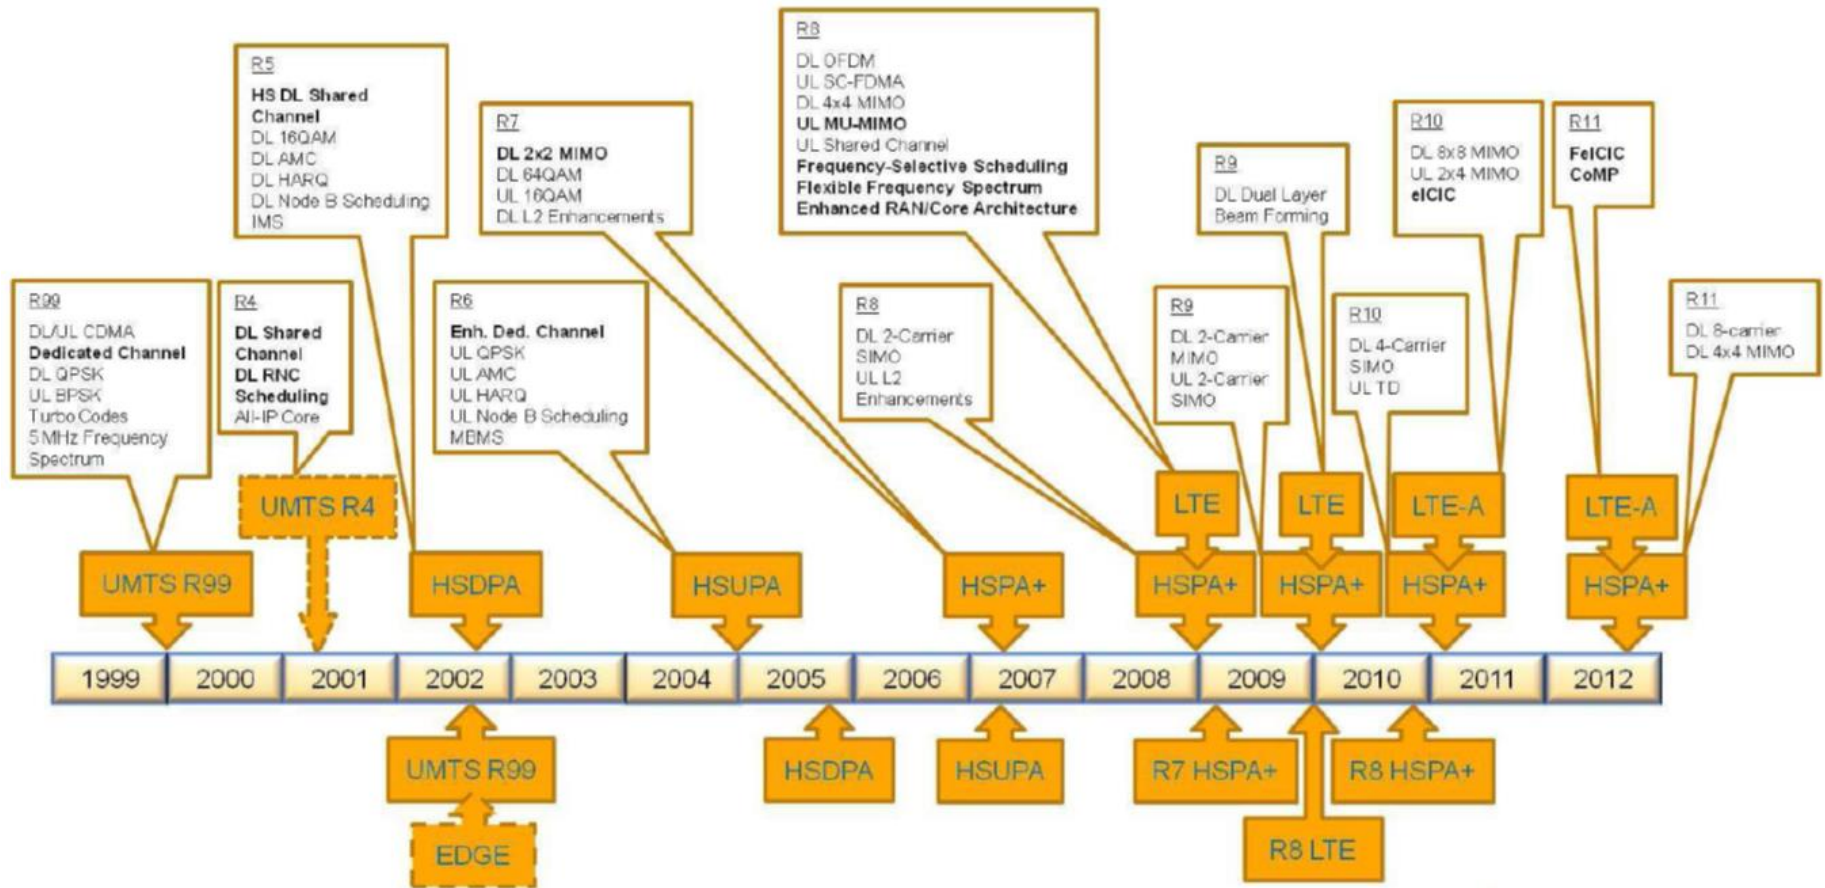 R5
HS DL Shared
Channel
DL 16QAM
DL AMC
DL HARQ
DL Node B Scheduling
IMS
R7
DL 2x2 MIMO
DL 64QAM
UL 16QAM
DL L2 Enhancements
R8
DL OFDM
UL SC-FDMA
DL 4x4 MIMO
UL MU-MIMO
UL Shared Channel
Frequency-Selective Scheduling
Flexible Frequency Spectrum
Enhanced RAN/Core Architecture
R9
DL Dual Layer
Beam Forming
R10
DL 8x8 MIMO
UL 2x4 MIMO
eICIC
R11
FeICIC
CoMP
R99
DL/UL CDMA
Dedicated Channel
DL QPSK
UL BPSK
Turbo Codes
5 MHz Frequency
Spectrum
R4
DL Shared
Channel
DL RNC
Scheduling
All-IP Core
R6
Enh. Ded. Channel
UL QPSK
UL AMC
UL HARQ
UL Node B Scheduling
MBMS
R8
DL 2-Carrier
SIMO
UL L2
Enhancements
R9
DL 2-Carrier
MIMO
UL 2-Carrier
SIMO
R10
DL 4-Carrier
SIMO
UL TD
R11
DL 8-carrier
DL 4x4 MIMO
UMTS R4
LTE
LTE
LTE-A
LTE-A
UMTS R99
HSDPA
HSUPA
HSPA+
HSPA+
HSPA+
HSPA+
HSPA+
1999
2000
2001
2002
2003
2004
2005
2006
2007
2008
2009
2010
2011
2012
UMTS R99
HSDPA
HSUPA
R7 HSPA+
R8 HSPA+
EDGE
R8 LTE